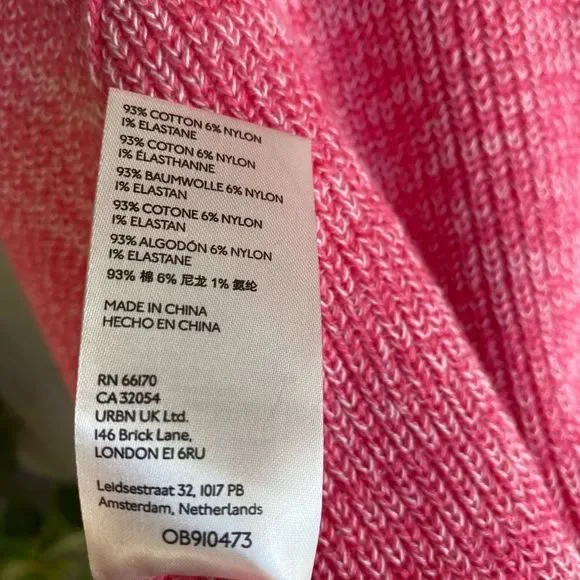 93% COTTON 6% NYLON
1% ELASTANE
93% COTON 6% NYLON
1% ÉLASTHANNE
93% BAUMWOLLE 6% NYLON
1% ELASTAN
93% COTONE 6% NYLON
1% ELASTAN
93% ALGODÓN 6% NYLON
1% ELASTANE
93% 棉 6% 尼龙 1% 氨纶
MADE IN CHINA
HECHO EN CHINA
RN 66170
CA 32054
URBN UK Ltd.
146 Brick Lane,
LONDON E1 6RU
Leidsestraat 32, 1017 PB
Amsterdam, Netherlands
OB910473